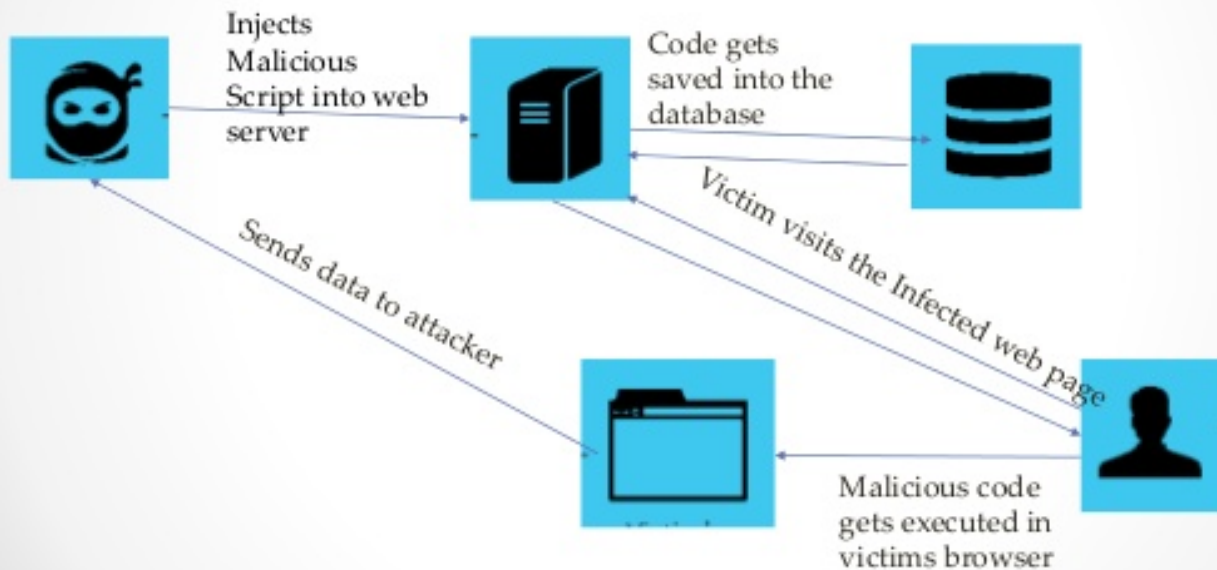 Injects
Malicious
Script into web
server
Code gets
saved into the
database
Victim visits the Infected web page
Sends data to attacker
Malicious code
gets executed in
victims browser